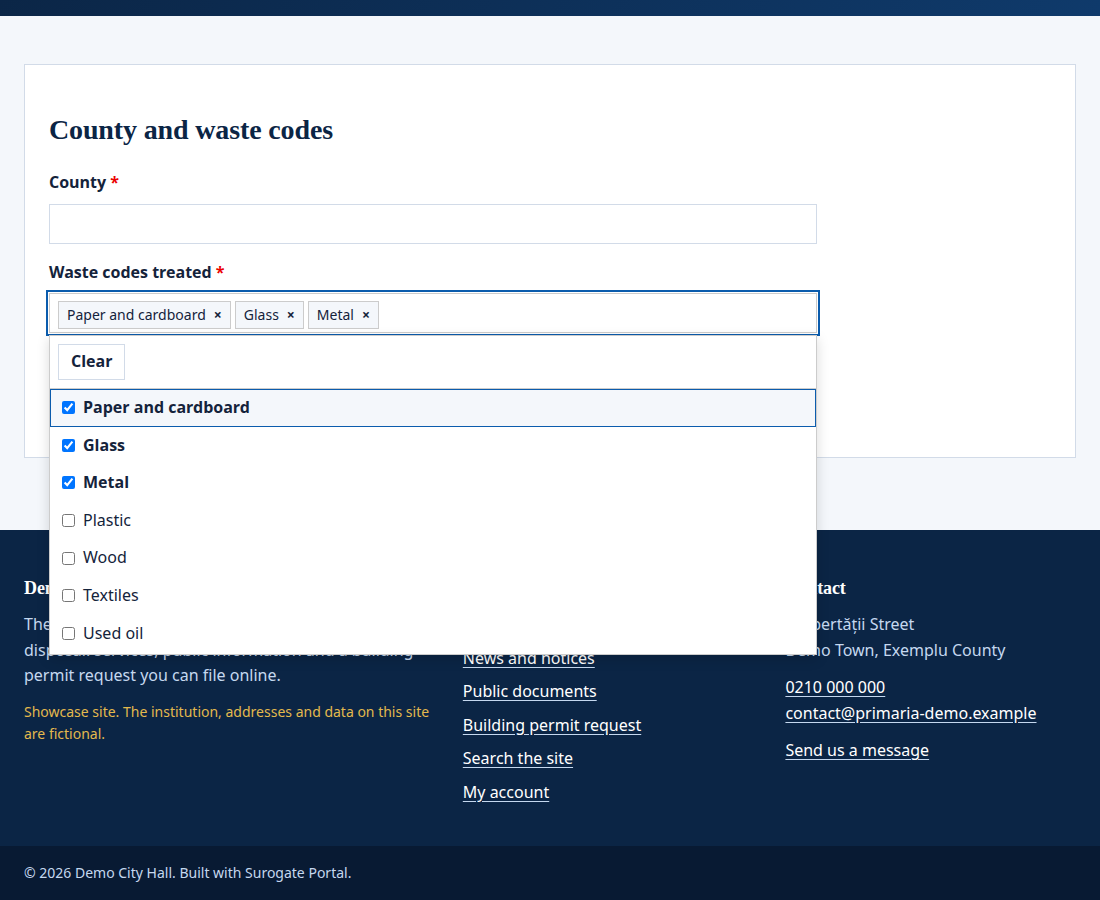 County and waste codes
County *
Waste codes treated *
Paper and cardboard × Glass × Metal ×
Clear
Paper and cardboard
Glass
Metal
Plastic
Wood
Textiles
Used oil
The
permit request you can file online.
Showcase site. The institution, addresses and data on this site
are fictional.
News and notices
Public documents
Building permit request
Search the site
My account
Street
Town, Exemplu County
0210 000 000
contact@primaria-demo.example
Send us a message
© 2026 Demo City Hall. Built with Surogate Portal.